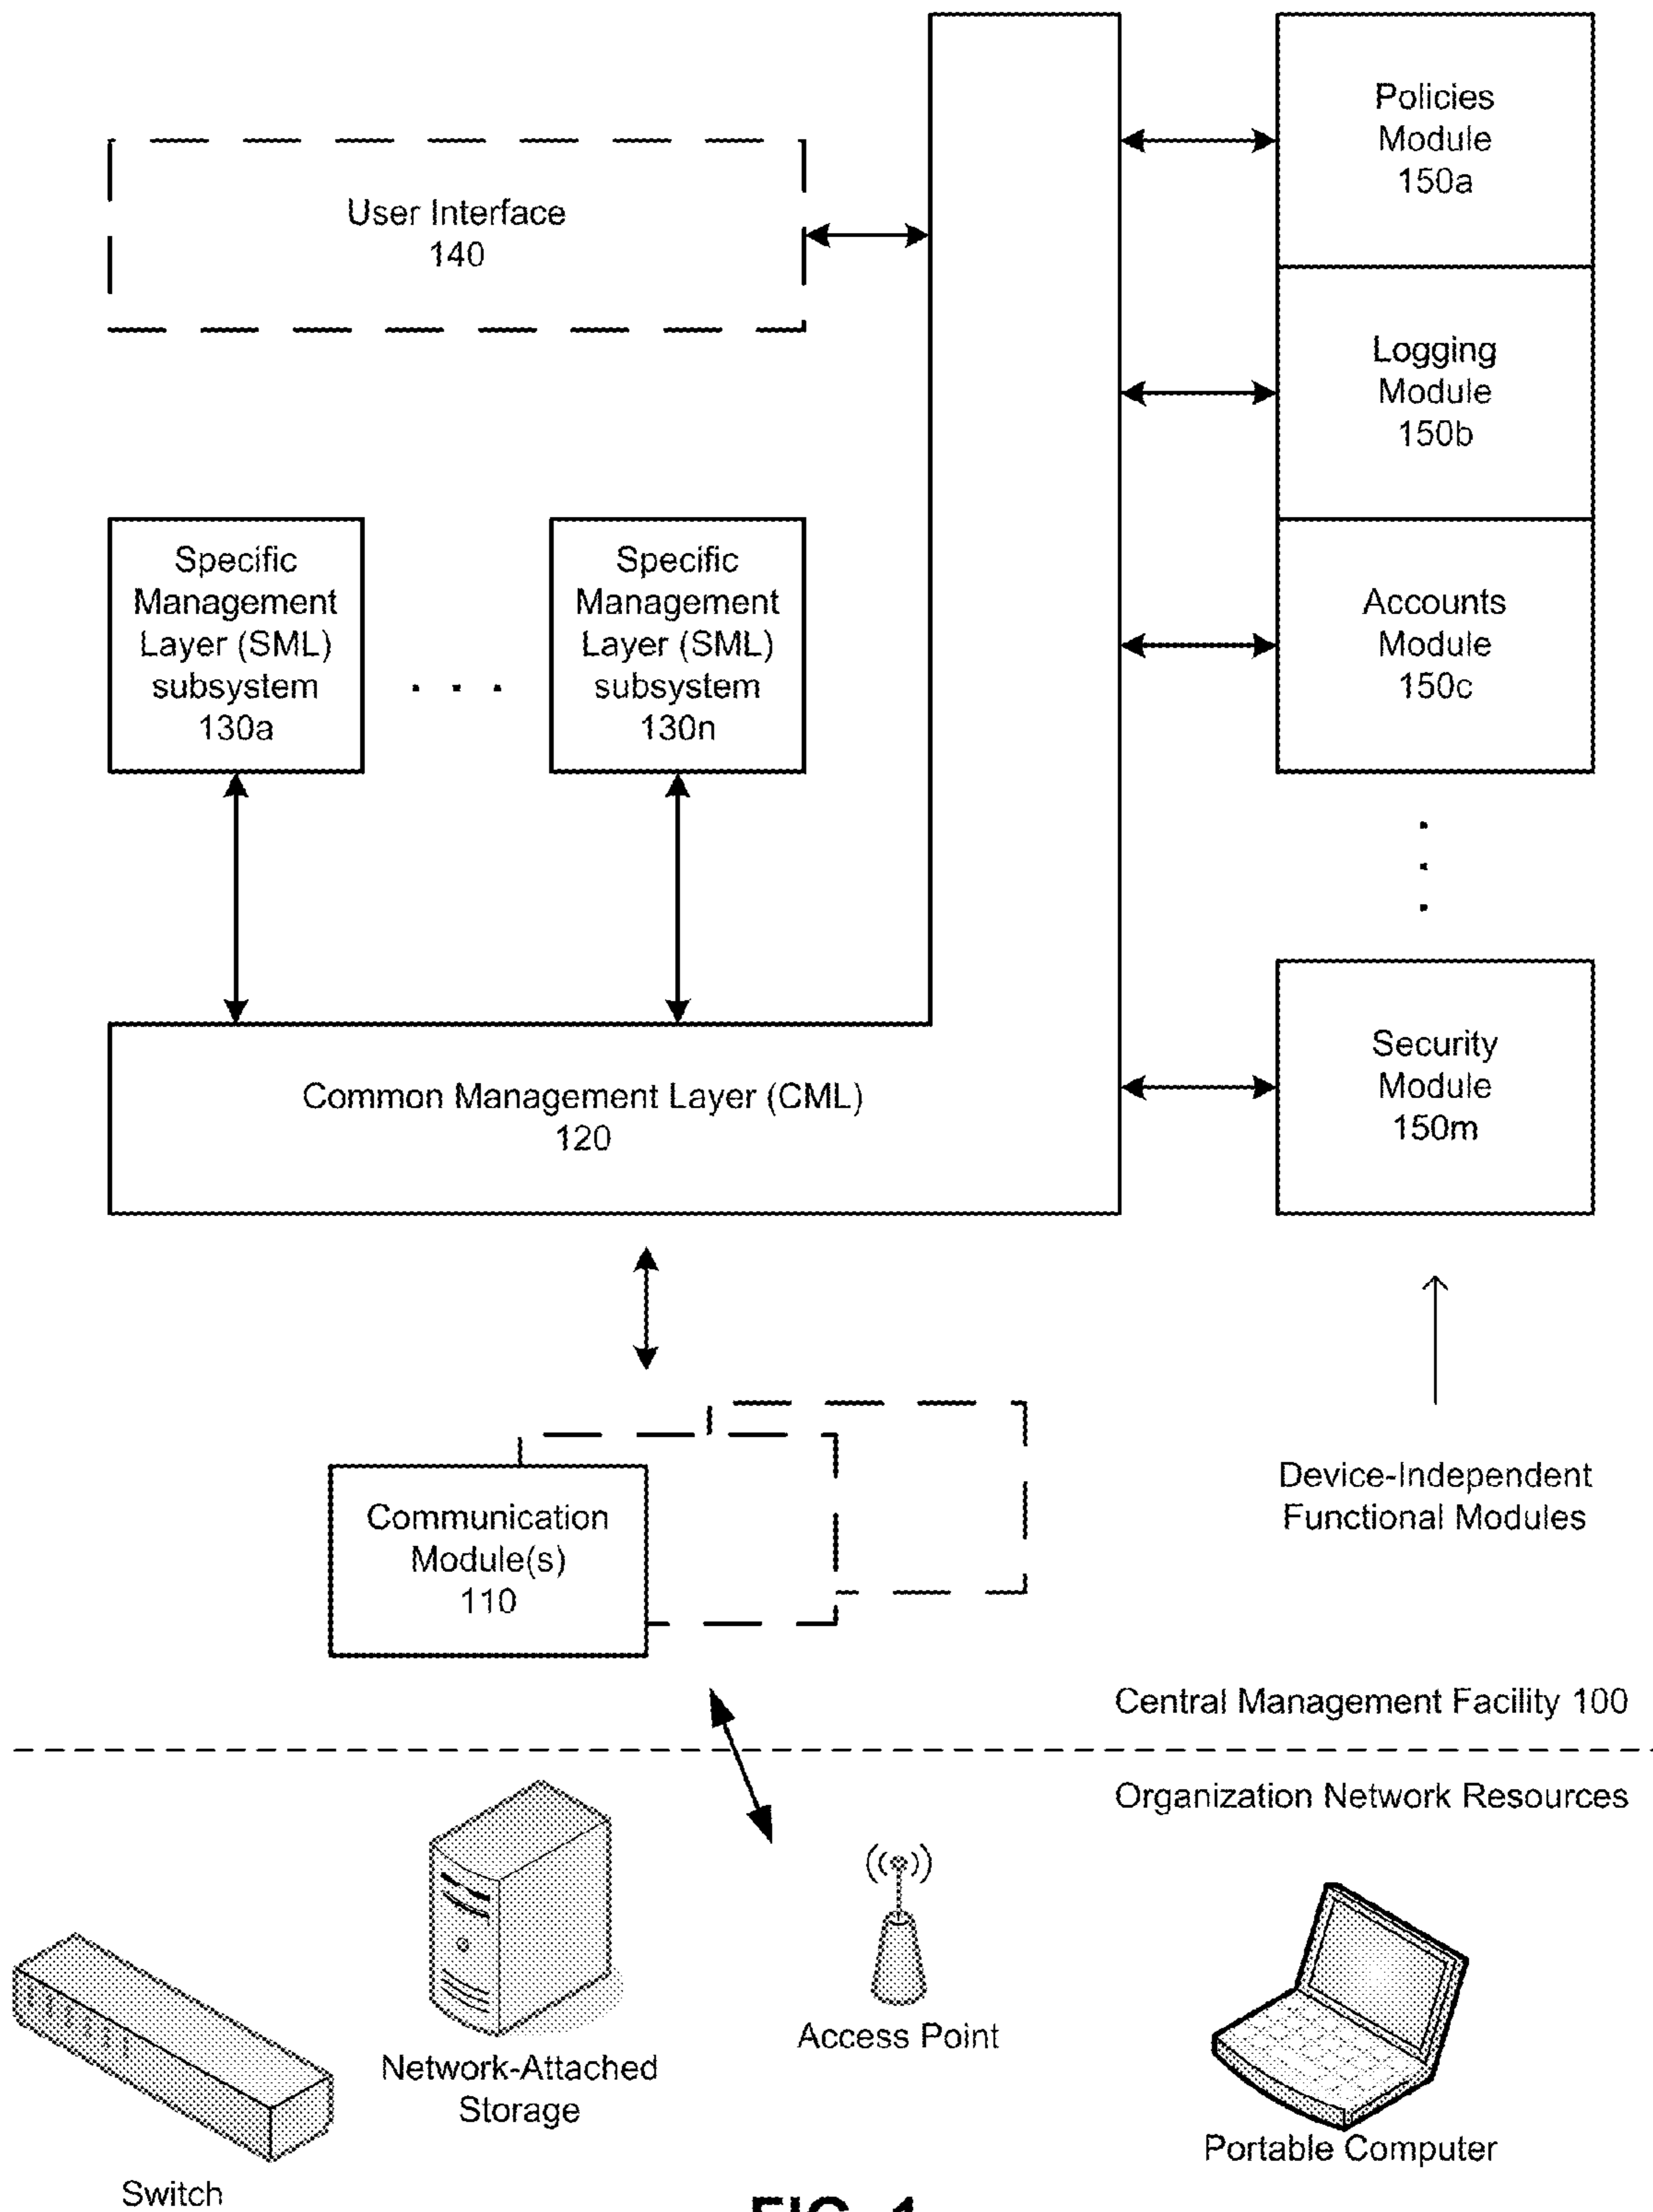 Policies
Module
150a
User Interface
140
Logging
Module
150b
Specific
Management
Layer (SML)
subsystem
130a
. . .
Specific
Management
Layer (SML)
subsystem
130n
Accounts
Module
150c
Security
Module
150m
Common Management Layer (CML)
120
Device-Independent
Functional Modules
Communication
Module(s)
110
Central Management Facility 100
Organization Network Resources
Access Point
Network-Attached
Storage
Portable Computer
Switch
FIG. 1